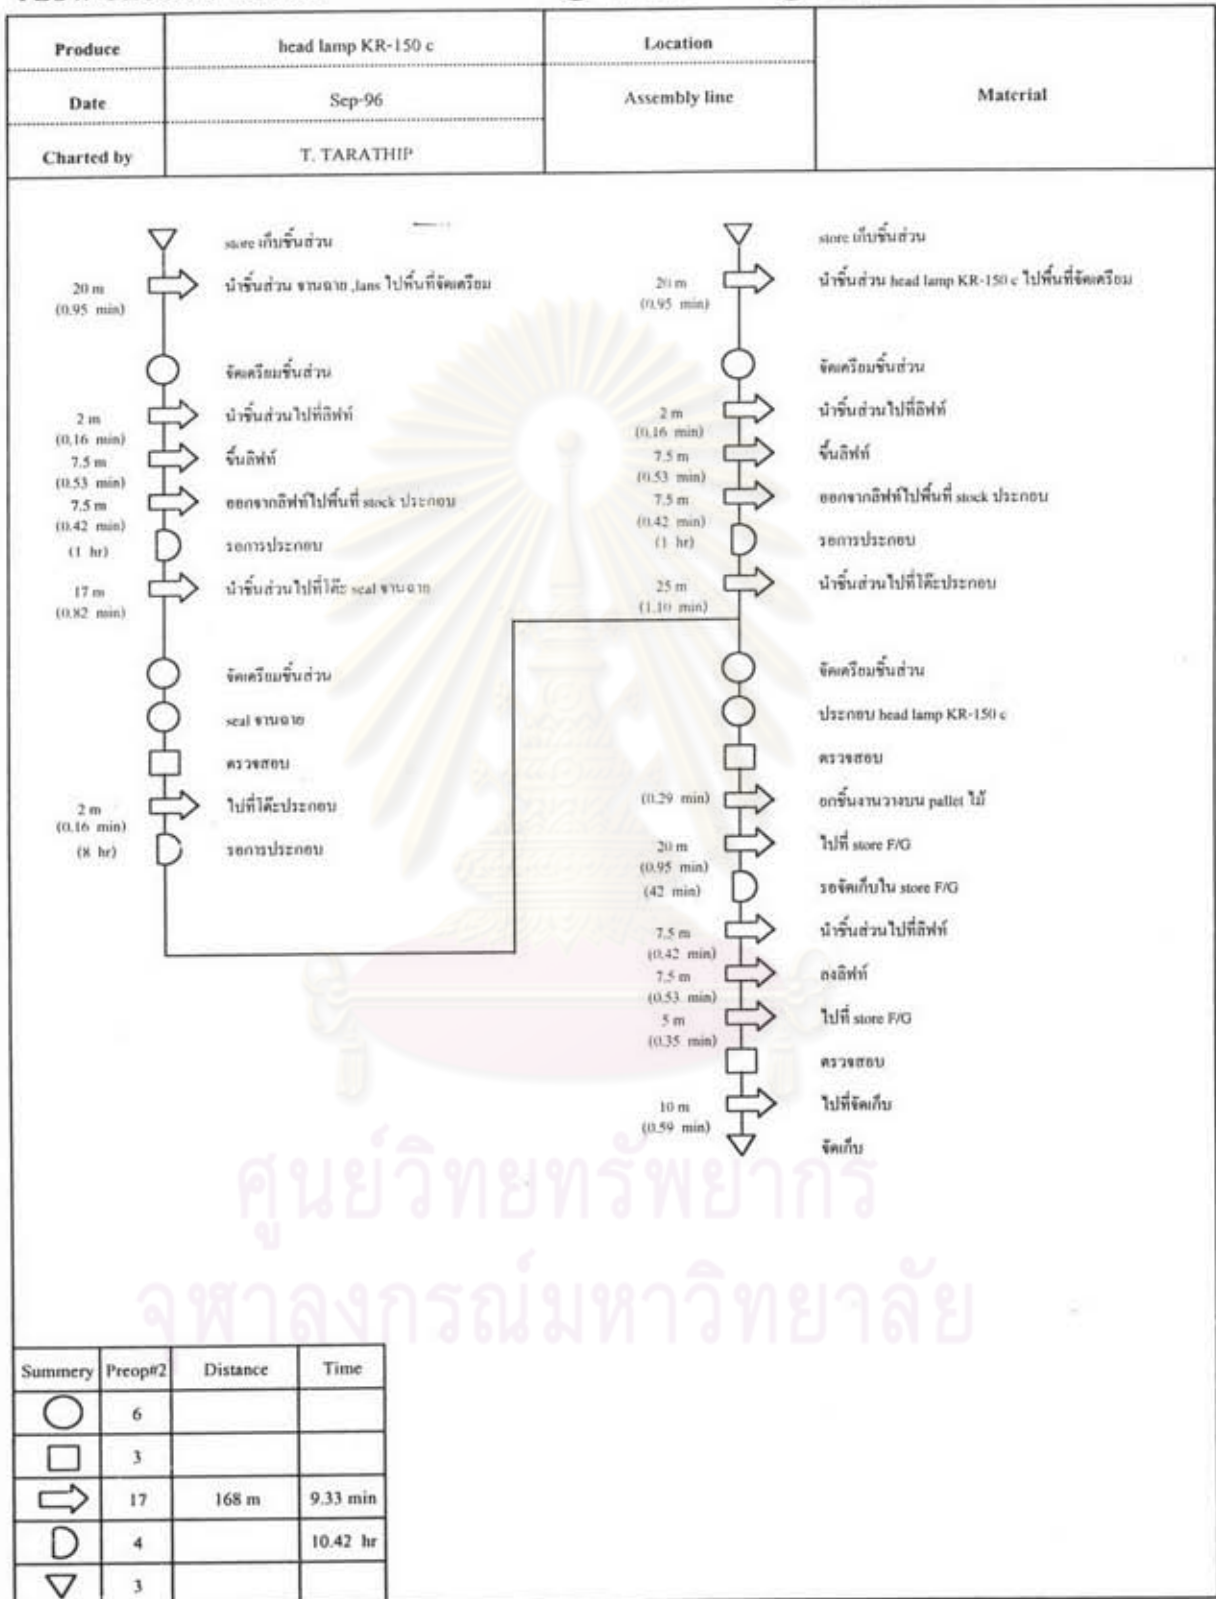 Produce head lamp KR-150 c Location
Material
Date Sep-96 Assembly line
Charted by T. TARATHIP
store เก็บชิ้นส่วน
20 m
(0.95 min)
นำชิ้นส่วน จานฉาย ,lans ไปพื้นที่จัดเตรียม
จัดเตรียมชิ้นส่วน
2 m
(0.16 min)
นำชิ้นส่วนไปที่ลิฟท์
7.5 m
(0.53 min)
ขึ้นลิฟท์
7.5 m
(0.42 min)
ออกจากลิฟท์ไปพื้นที่ stock ประกอบ
(1 hr)
รอการประกอบ
17 m
(0.82 min)
นำชิ้นส่วนไปที่โต๊ะ seal จานฉาย
จัดเตรียมชิ้นส่วน
seal จานฉาย
ตรวจสอบ
2 m
(0.16 min)
ไปที่โต๊ะประกอบ
(8 hr)
รอการประกอบ
store เก็บชิ้นส่วน
20 m
(0.95 min)
นำชิ้นส่วน head lamp KR-150 c ไปพื้นที่จัดเตรียม
จัดเตรียมชิ้นส่วน
2 m
(0.16 min)
นำชิ้นส่วนไปที่ลิฟท์
7.5 m
(0.53 min)
ขึ้นลิฟท์
7.5 m
(0.42 min)
ออกจากลิฟท์ไปพื้นที่ stock ประกอบ
(1 hr)
รอการประกอบ
25 m
(1.10 min)
นำชิ้นส่วนไปที่โต๊ะประกอบ
จัดเตรียมชิ้นส่วน
ประกอบ head lamp KR-150 c
ตรวจสอบ
(0.29 min)
ยกชิ้นงานวางบน pallet ไม้
20 m
(0.95 min)
ไปที่ store F/G
(42 min)
รอจัดเก็บใน store F/G
7.5 m
(0.42 min)
นำชิ้นส่วนไปที่ลิฟท์
7.5 m
(0.53 min)
ลงลิฟท์
5 m
(0.35 min)
ไปที่ store F/G
ตรวจสอบ
10 m
(0.59 min)
ไปที่จัดเก็บ
จัดเก็บ
ศูนย์วิทยทรัพยากร
จุฬาลงกรณ์มหาวิทยาลัย
Summery Preop#2 Distance Time
6
3
17 168 m 9.33 min
4 10.42 hr
3